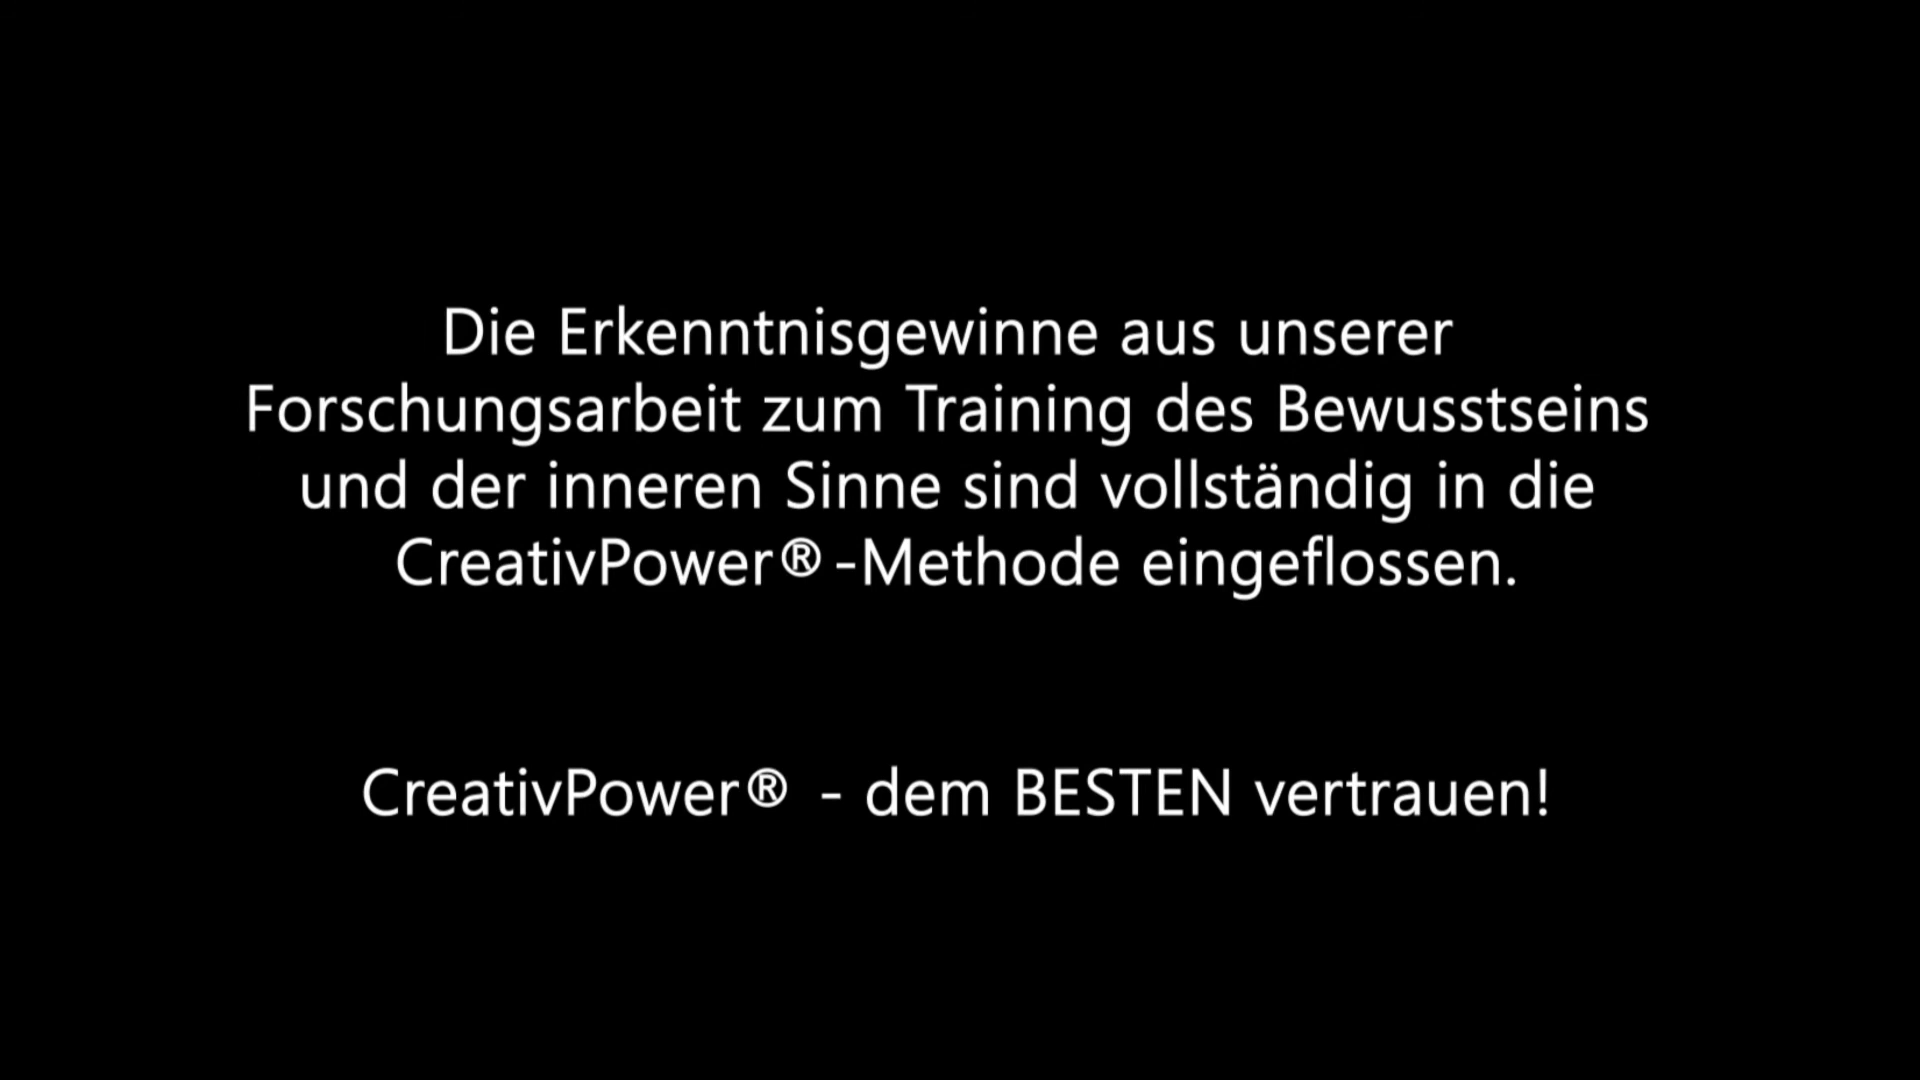 Die Erkenntnisgewinne aus unserer
Forschungsarbeit zum Training des Bewusstseins
und der inneren Sinne sind vollständig in die
CreativPower®-Methode eingeflossen.
CreativPower® - dem BESTEN vertrauen!